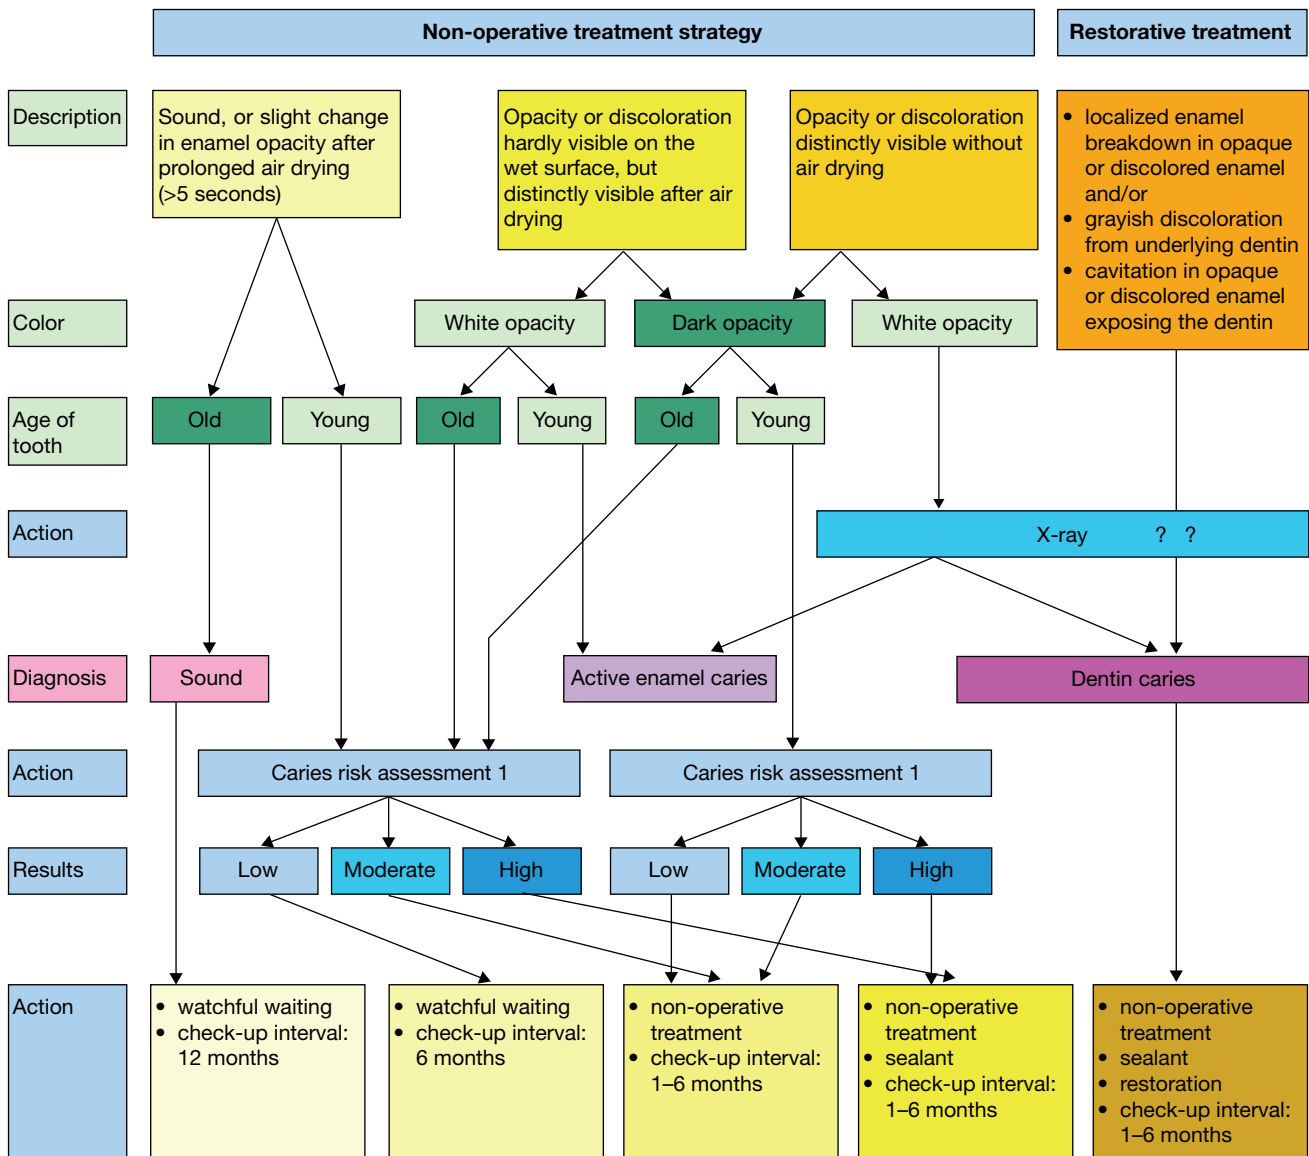 Non-operative treatment strategy
Restorative treatment
Description
Sound, or slight change
in enamel opacity after
prolonged air drying
(>5 seconds)
Opacity or discoloration
hardly visible on the
wet surface, but
distinctly visible after air
drying
Opacity or discoloration
distinctly visible without
air drying
• localized enamel
breakdown in opaque
or discolored enamel
and/or
• grayish discoloration
from underlying dentin
• cavitation in opaque
or discolored enamel
exposing the dentin
Color
White opacity
Dark opacity
White opacity
Age of
tooth
Old
Young
Old
Young
Old
Young
Action
X-ray ? ?
Diagnosis
Sound
Active enamel caries
Dentin caries
Action
Caries risk assessment 1
Caries risk assessment 1
Results
Low
Moderate
High
Low
Moderate
High
Action
• watchful waiting
• check-up interval:
12 months
• watchful waiting
• check-up interval:
6 months
• non-operative
treatment
• check-up interval:
1–6 months
• non-operative
treatment
• sealant
• check-up interval:
1–6 months
• non-operative
treatment
• sealant
• restoration
• check-up interval:
1–6 months